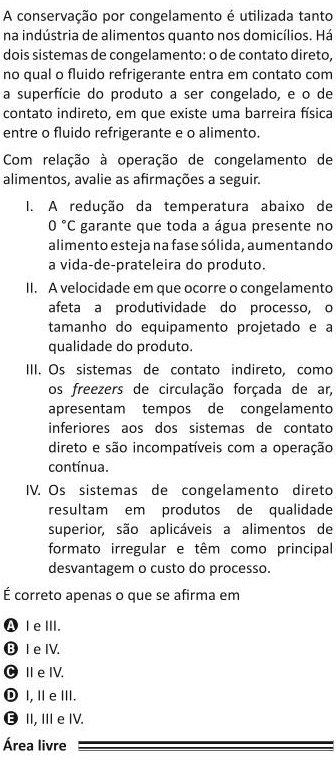 A conservação por congelamento é utilizada tanto
na indústria de alimentos quanto nos domicílios. Há
dois sistemas de congelamento: o de contato direto,
no qual o fluido refrigerante entra em contato com
a superfície do produto a ser congelado, e o de
contato indireto, em que existe uma barreira física
entre o fluido refrigerante e o alimento.
Com relação à operação de congelamento de
alimentos, avalie as afirmações a seguir.
I. A redução da temperatura abaixo de
0 °C garante que toda a água presente no
alimento esteja na fase sólida, aumentando
a vida-de-prateleira do produto.
II. A velocidade em que ocorre o congelamento
afeta a produtividade do processo, o
tamanho do equipamento projetado e a
qualidade do produto.
III. Os sistemas de contato indireto, como
os freezers de circulação forçada de ar,
apresentam tempos de congelamento
inferiores aos dos sistemas de contato
direto e são incompatíveis com a operação
contínua.
IV. Os sistemas de congelamento direto
resultam em produtos de qualidade
superior, são aplicáveis a alimentos de
formato irregular e têm como principal
desvantagem o custo do processo.
É correto apenas o que se afirma em
A I e III.
B I e IV.
C II e IV.
D I, II e III.
E II, III e IV.
Área livre